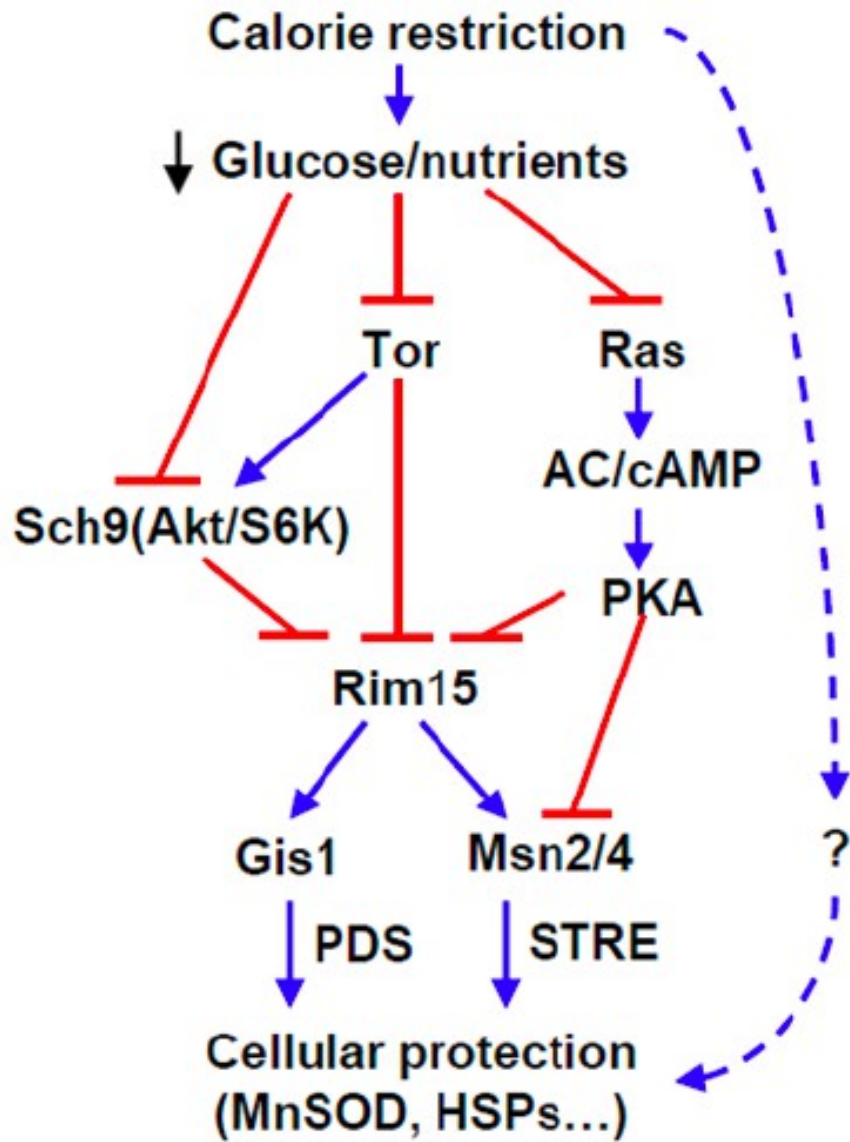 Calorie restriction
Glucose/nutrients
Tor
Ras
AC/cAMP
Sch9(Akt/S6K)
PKA
Rim15
Gis1
Msn2/4
?
PDS
STRE
Cellular protection
(MnSOD, HSPs...)